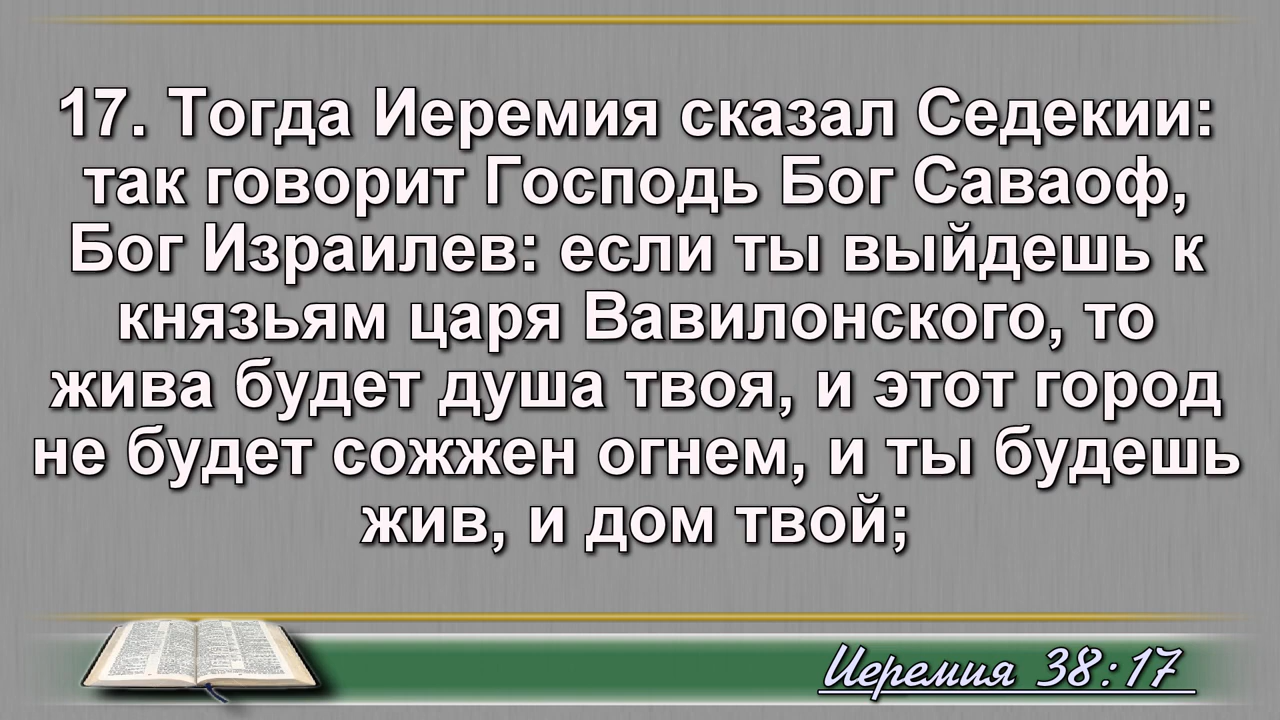 17. Тогда Иеремия сказал Седекии:
так говорит Господь Бог Саваоф,
Бог Израилев: если ты выйдешь к
князьям царя Вавилонского, то
жива будет душа твоя, и этот город
не будет сожжен огнем, и ты будешь
жив, и дом твой;
Иеремия 38:17